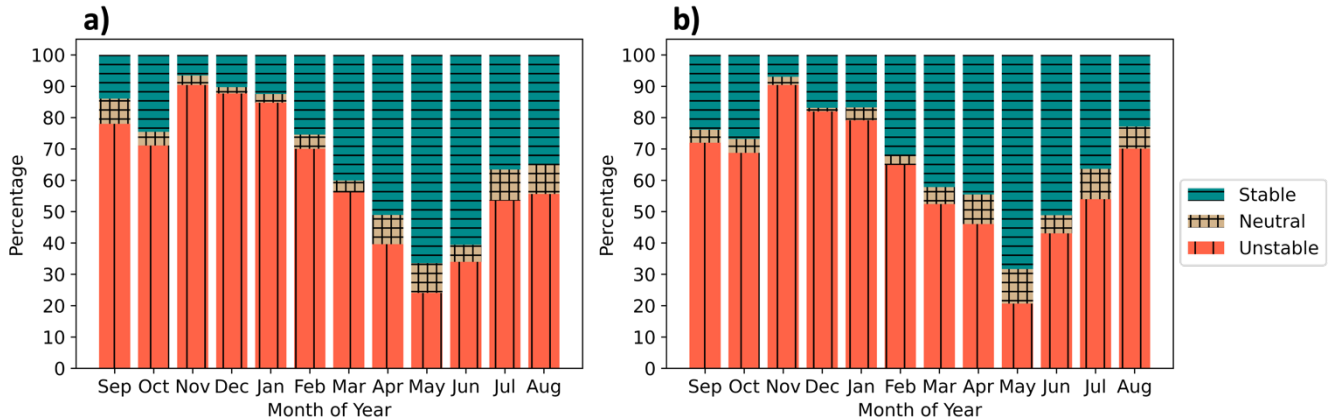 a)
100
90
80
70
60
50
40
30
20
10
0
Percentage
Sep Oct Nov Dec Jan Feb Mar Apr May Jun Jul Aug
Month of Year
b)
100
90
80
70
60
50
40
30
20
10
0
Percentage
Sep Oct Nov Dec Jan Feb Mar Apr May Jun Jul Aug
Month of Year
Stable
Neutral
Unstable